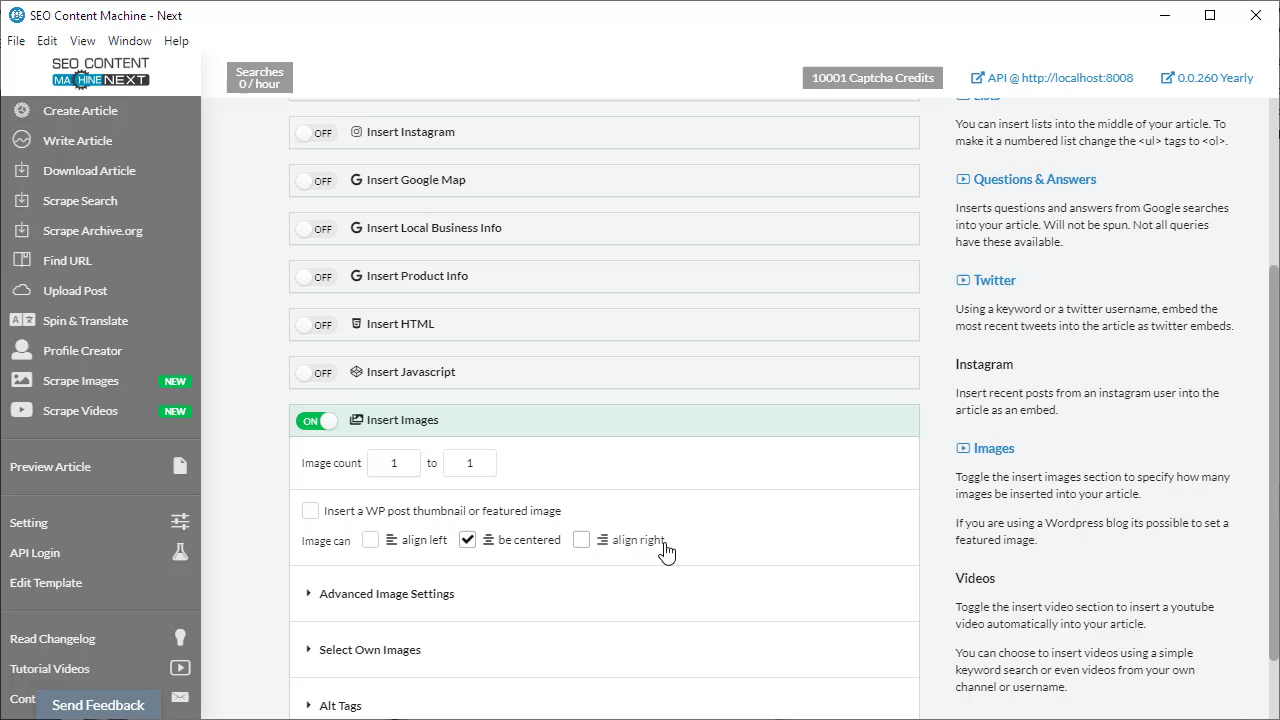 SEO Content Machine - Next
File Edit View Window Help
SEO CONTENT
MACHINE NEXT
Searches
0 / hour
10001 Captcha Credits
API @ http://localhost:8008
0.0.260 Yearly
Create Article
Write Article
Download Article
Scrape Search
Scrape Archive.org
Find URL
Upload Post
Spin & Translate
Profile Creator
Scrape Images NEW
Scrape Videos NEW
Preview Article
Setting
API Login
Edit Template
Read Changelog
Tutorial Videos
Cont
Send Feedback
OFF Insert Instagram
OFF Insert Google Map
OFF Insert Local Business Info
OFF Insert Product Info
OFF Insert HTML
OFF Insert Javascript
ON Insert Images
Image count 1 to 1
Insert a WP post thumbnail or featured image
Image can align left be centered align right
Advanced Image Settings
Select Own Images
Alt Tags
Lists
You can insert lists into the middle of your article. To
make it a numbered list change the <ul> tags to <ol>.
Questions & Answers
Inserts questions and answers from Google searches
into your article. Will not be spun. Not all queries
have these available.
Twitter
Using a keyword or a twitter username, embed the
most recent tweets into the article as twitter embeds.
Instagram
Insert recent posts from an instagram user into the
article as an embed.
Images
Toggle the insert images section to specify how many
images be inserted into your article.
If you are using a Wordpress blog its possible to set a
featured image.
Videos
Toggle the insert video section to insert a youtube
video automatically into your article.
You can choose to insert videos using a simple
keyword search or even videos from your own
channel or username.